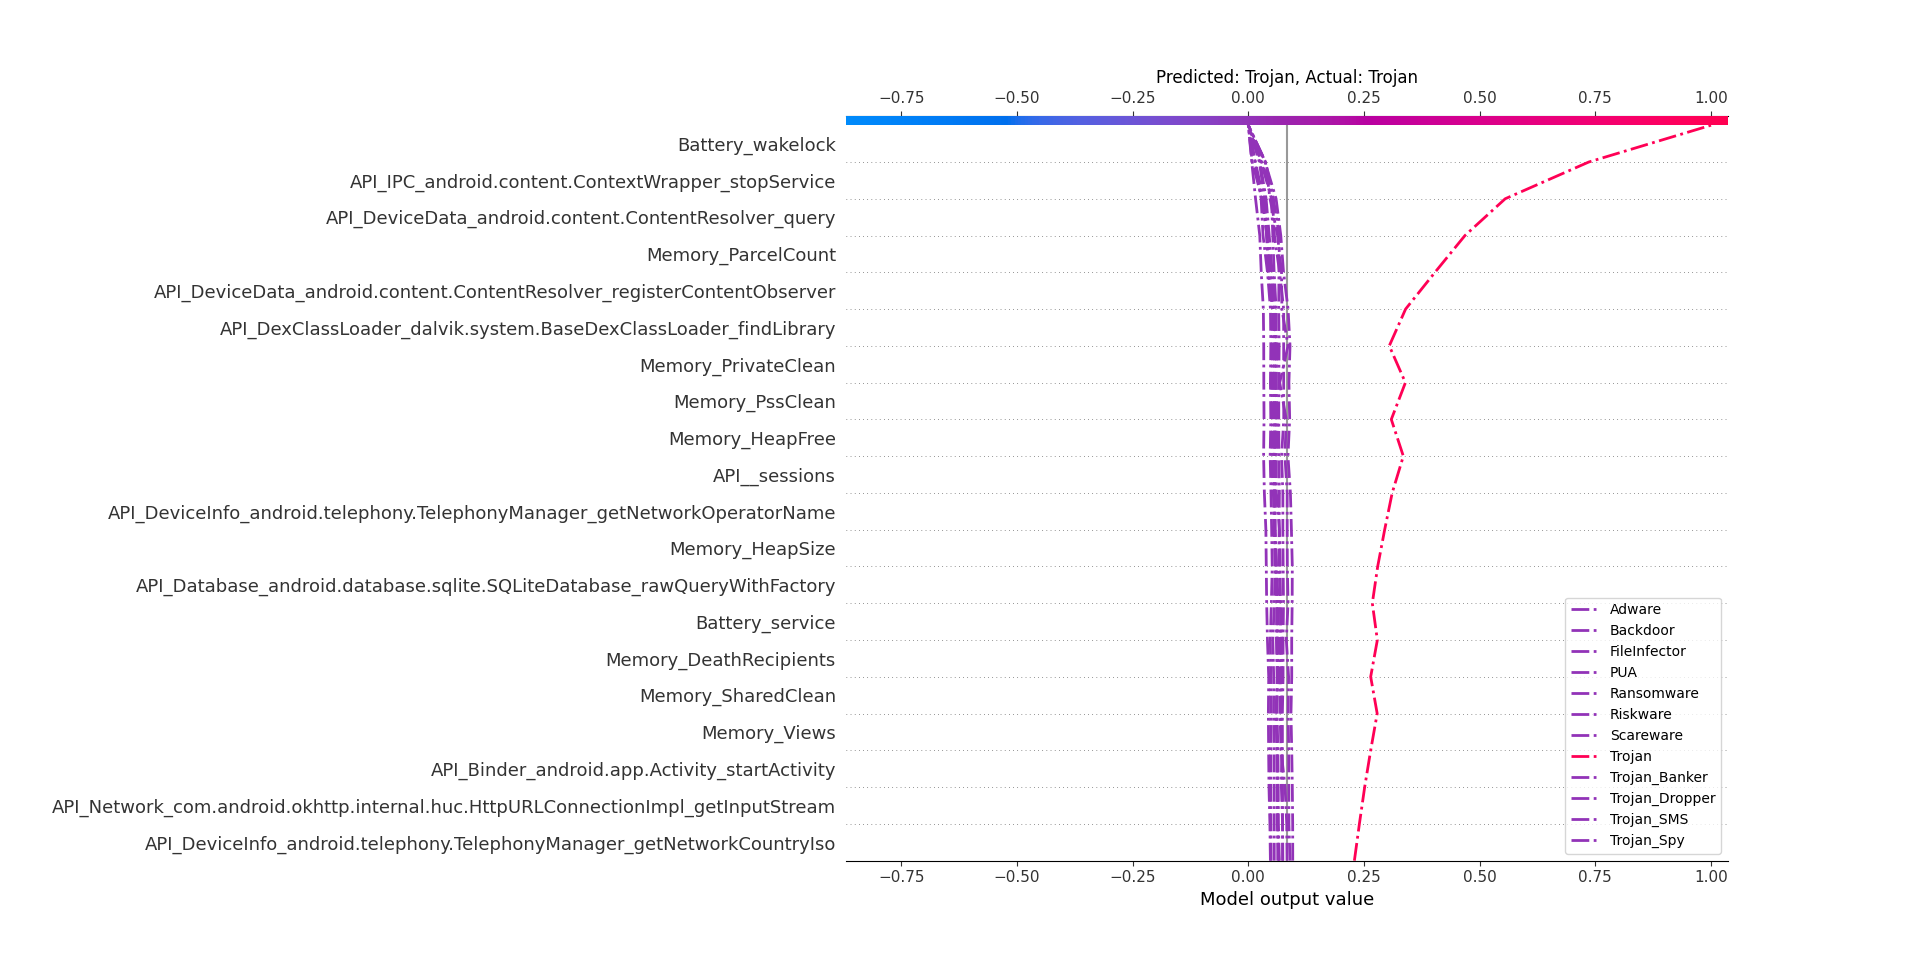 Predicted: Trojan, Actual: Trojan
−0.75 −0.50 −0.25 0.00 0.25 0.50 0.75 1.00
Battery_wakelock
API_IPC_android.content.ContextWrapper_stopService
API_DeviceData_android.content.ContentResolver_query
Memory_ParcelCount
API_DeviceData_android.content.ContentResolver_registerContentObserver
API_DexClassLoader_dalvik.system.BaseDexClassLoader_findLibrary
Memory_PrivateClean
Memory_PssClean
Memory_HeapFree
API__sessions
API_DeviceInfo_android.telephony.TelephonyManager_getNetworkOperatorName
Memory_HeapSize
API_Database_android.database.sqlite.SQLiteDatabase_rawQueryWithFactory
Battery_service
Memory_DeathRecipients
Memory_SharedClean
Memory_Views
API_Binder_android.app.Activity_startActivity
API_Network_com.android.okhttp.internal.huc.HttpURLConnectionImpl_getInputStream
API_DeviceInfo_android.telephony.TelephonyManager_getNetworkCountryIso
Adware
Backdoor
FileInfector
PUA
Ransomware
Riskware
Scareware
Trojan
Trojan_Banker
Trojan_Dropper
Trojan_SMS
Trojan_Spy
−0.75 −0.50 −0.25 0.00 0.25 0.50 0.75 1.00
Model output value